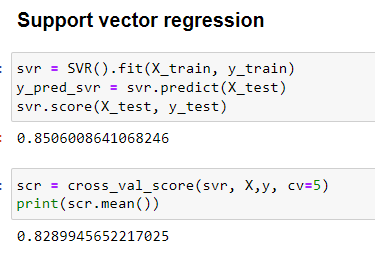 Support vector regression
svr = SVR().fit(X_train, y_train)
y_pred_svr = svr.predict(X_test)
svr.score(X_test, y_test)
0.8506008641068246
scr = cross_val_score(svr, X,y, cv=5)
print(scr.mean())
0.8289945652217025